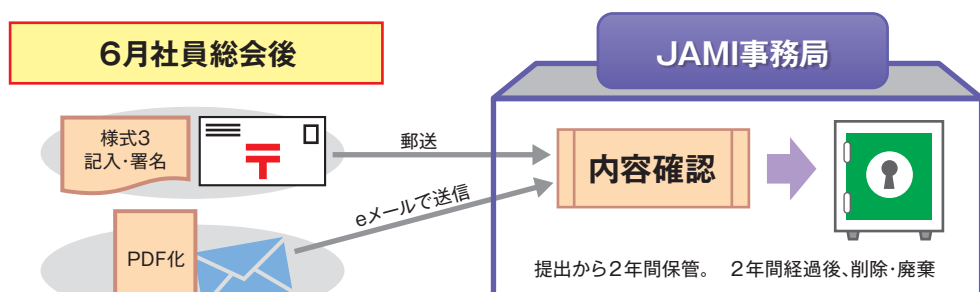 6月社員総会後
JAMI事務局
様式3
記入・署名
郵送
内容確認
eメールで送信
PDF化
提出から2年間保管。 2年間経過後、削除・廃棄